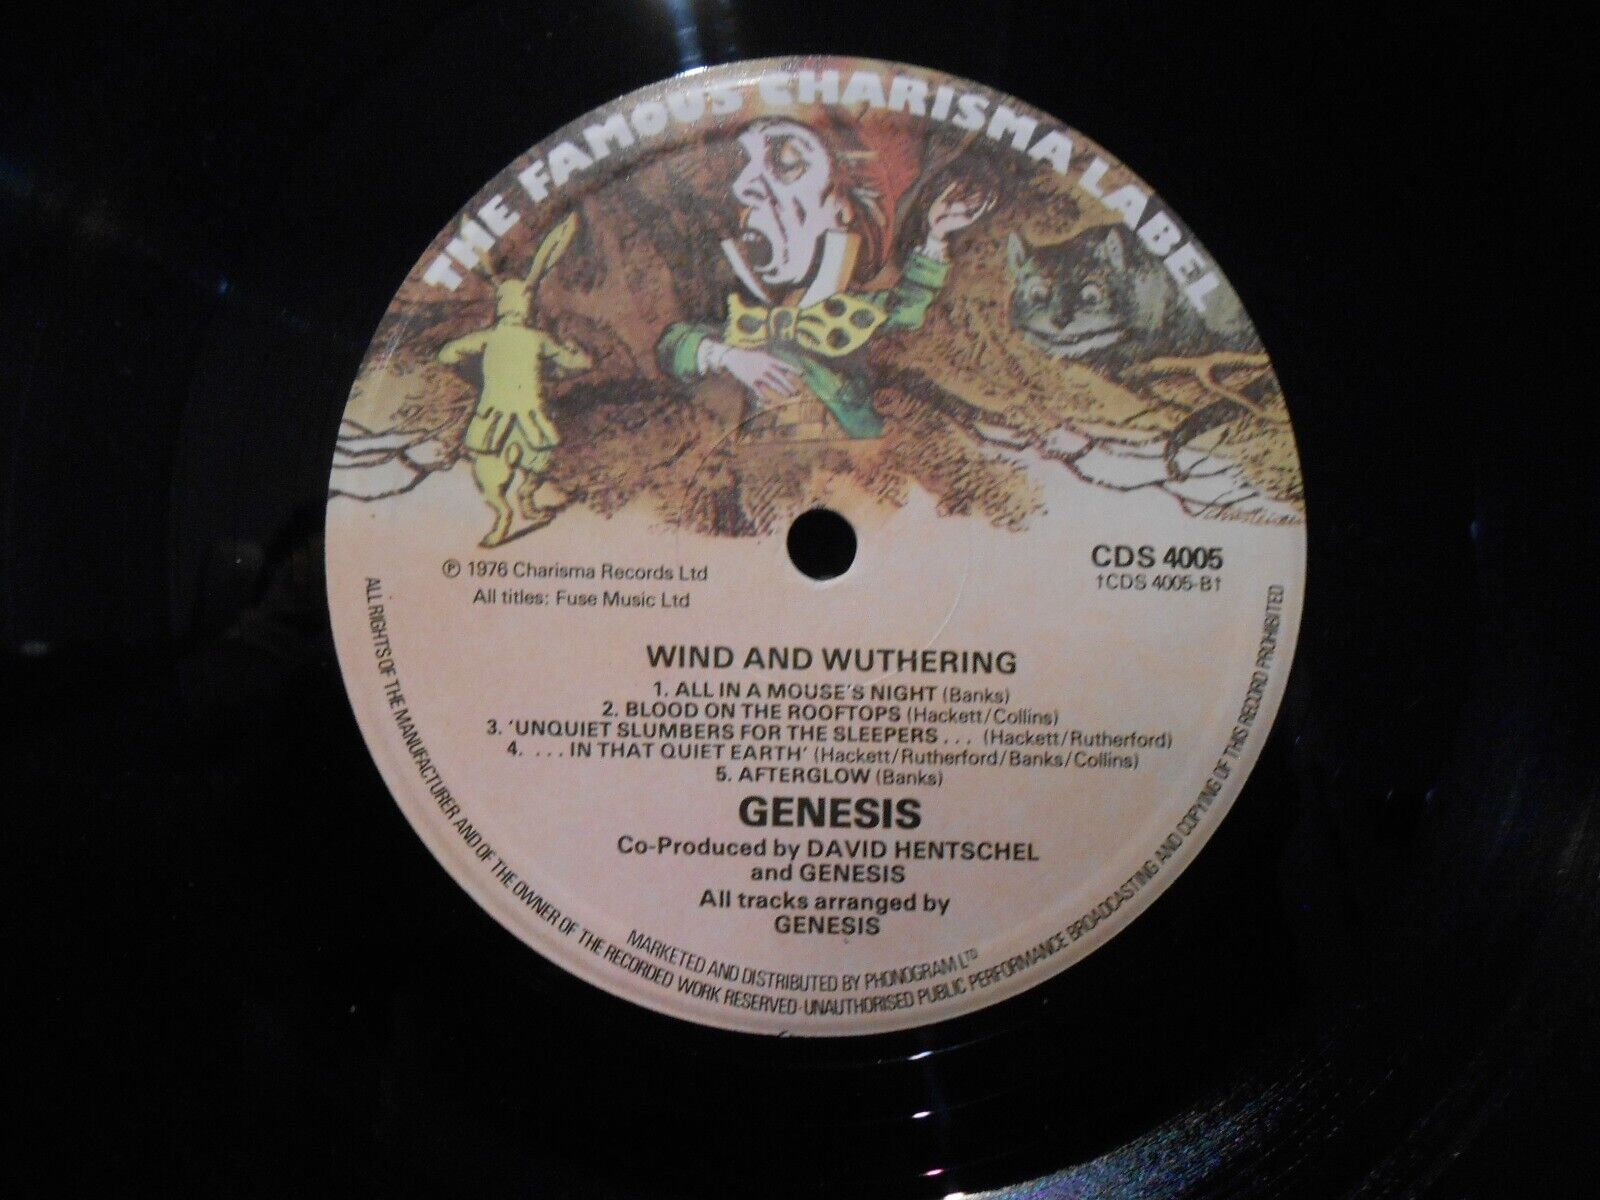 THE FAMOUS CHARISMA LABEL
℗ 1976 Charisma Records Ltd
All titles: Fuse Music Ltd
CDS 4005
†CDS 4005-B†
WIND AND WUTHERING
1. ALL IN A MOUSE'S NIGHT (Banks)
2. BLOOD ON THE ROOFTOPS (Hackett/Collins)
3. 'UNQUIET SLUMBERS FOR THE SLEEPERS... (Hackett/Rutherford)
4. ...IN THAT QUIET EARTH' (Hackett/Rutherford/Banks/Collins)
5. AFTERGLOW (Banks)
GENESIS
Co-Produced by DAVID HENTSCHEL
and GENESIS
All tracks arranged by
GENESIS
MARKETED AND DISTRIBUTED BY PHONOGRAM LTD
ALL RIGHTS OF THE MANUFACTURER AND OF THE OWNER OF THE RECORDED WORK RESERVED·UNAUTHORISED PUBLIC PERFORMANCE BROADCASTING AND COPYING OF THIS RECORD PROHIBITED